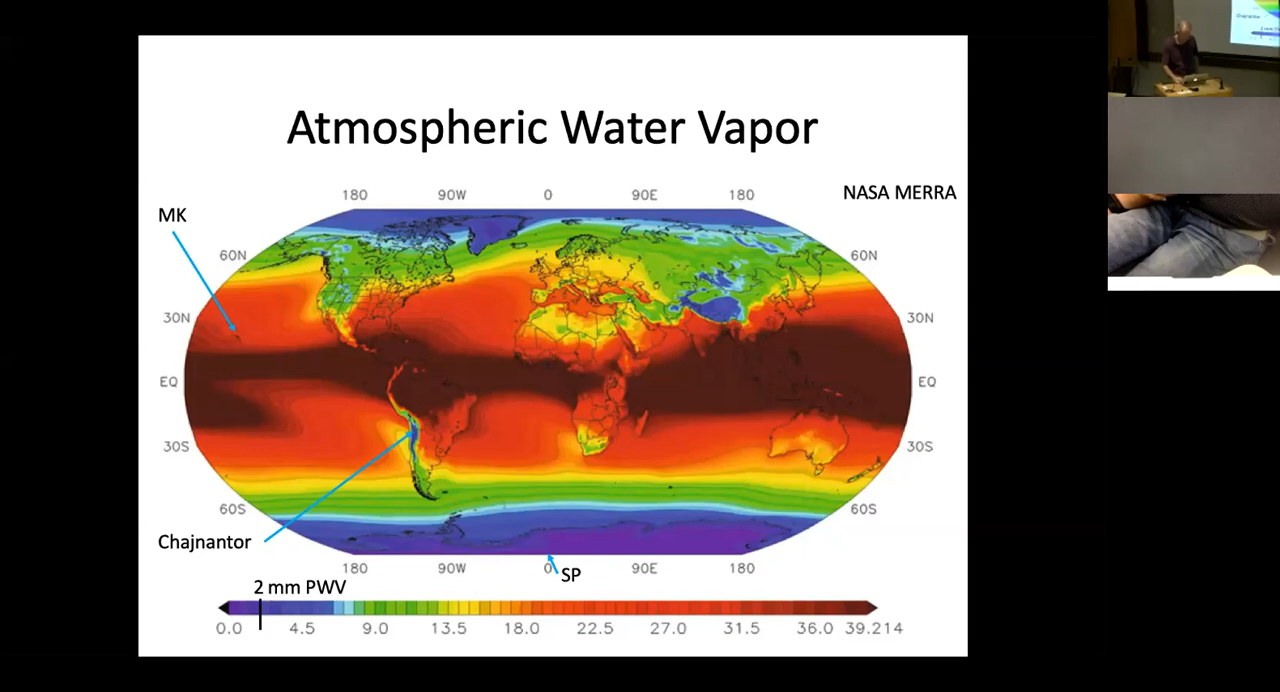 Atmospheric Water Vapor
NASA MERRA
180 90W 0 90E 180
MK
60N 60N
30N 30N
EQ EQ
30S 30S
60S 60S
Chajnantor
180 90W 0 90E 180
SP
2 mm PWV
0.0 4.5 9.0 13.5 18.0 22.5 27.0 31.5 36.0 39.214